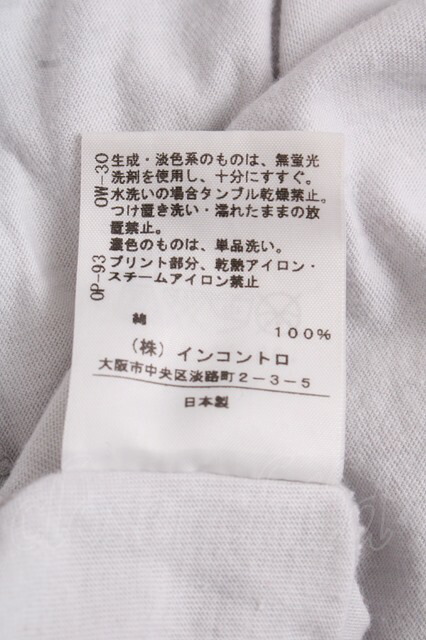 生成・淡色系のものは、無蛍光
洗剤を使用し、十分にすすぐ。
水洗いの場合タンブル乾燥禁止。
つけ置き洗い・濡れたままの放
置禁止。
濃色のものは、単品洗い。
プリント部分、乾熱アイロン・
スチームアイロン禁止
OW-30
OP-93
綿
100%
(株) インコントロ
大阪市中央区淡路町2-3-5
日本製